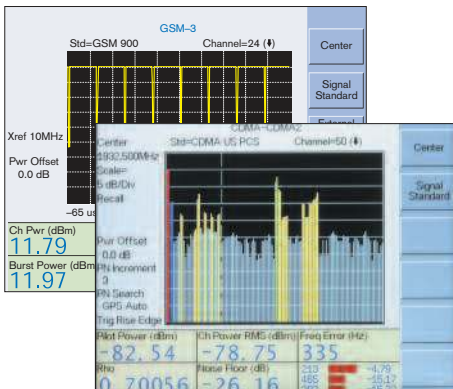 GSM-3
Std=GSM 900 Channel=24 (⬍)
Center
Signal
Standard
External
Xref 10MHz
Pwr Offset
0.0 dB
-65 us
Ch Pwr (dBm)
11.79
Burst Power (dBm
11.97
CDMA-CDMA2
Center Std=CDMA US PCS Channel=50 (⬍)
1932.500MHz
Scale=
5 dB/Div
Recall
Pwr Offset
0.0 dB
PN Increment
3
PN Search
GPS Auto
Trig Rise Edge
Center
Signal
Standard
Pilot Power (dBm) Ch Power RMS (dBm) Freq Error (Hz)
-82.54 -78.75 335
Rho Noise Floor (dB)
0.70056 -26.16
213 -4.79
465 -15.17